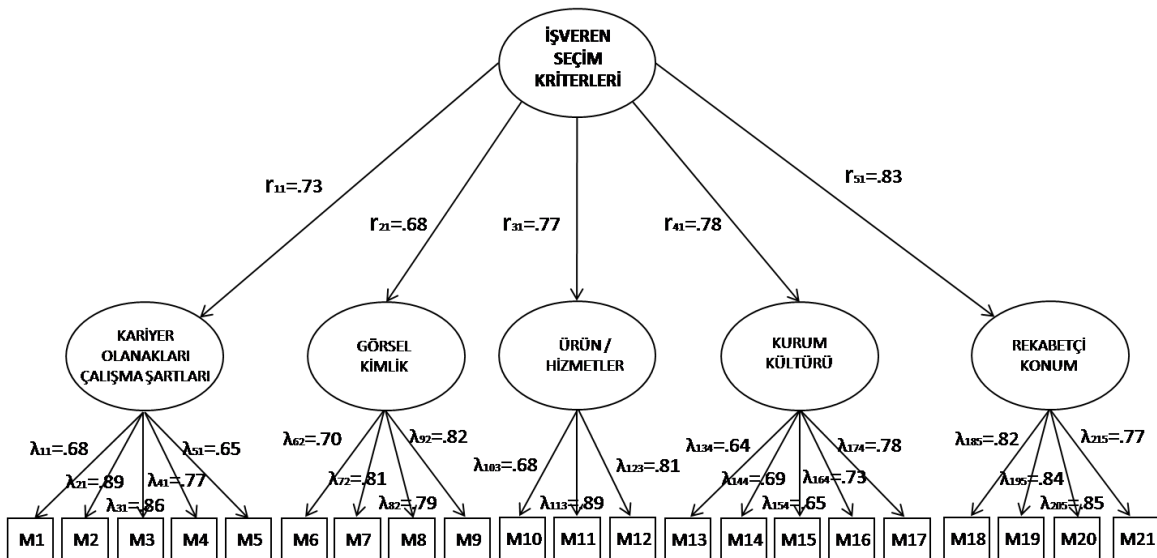 İŞVEREN
SEÇİM
KRİTERLERİ
r11=.73
r21=.68
r31=.77
r41=.78
r51=.83
KARİYER
OLANAKLARI
ÇALIŞMA ŞARTLARI
GÖRSEL
KİMLİK
ÜRÜN /
HİZMETLER
KURUM
KÜLTÜRÜ
REKABETÇİ
KONUM
λ11=.68
λ21=.89
λ31=.86
λ41=.77
λ51=.65
λ62=.70
λ72=.81
λ82=.79
λ92=.82
λ103=.68
λ113=.89
λ123=.81
λ134=.64
λ144=.69
λ154=.65
λ164=.73
λ174=.78
λ185=.82
λ195=.84
λ205=.85
λ215=.77
M1 M2 M3 M4 M5 M6 M7 M8 M9 M10 M11 M12 M13 M14 M15 M16 M17 M18 M19 M20 M21